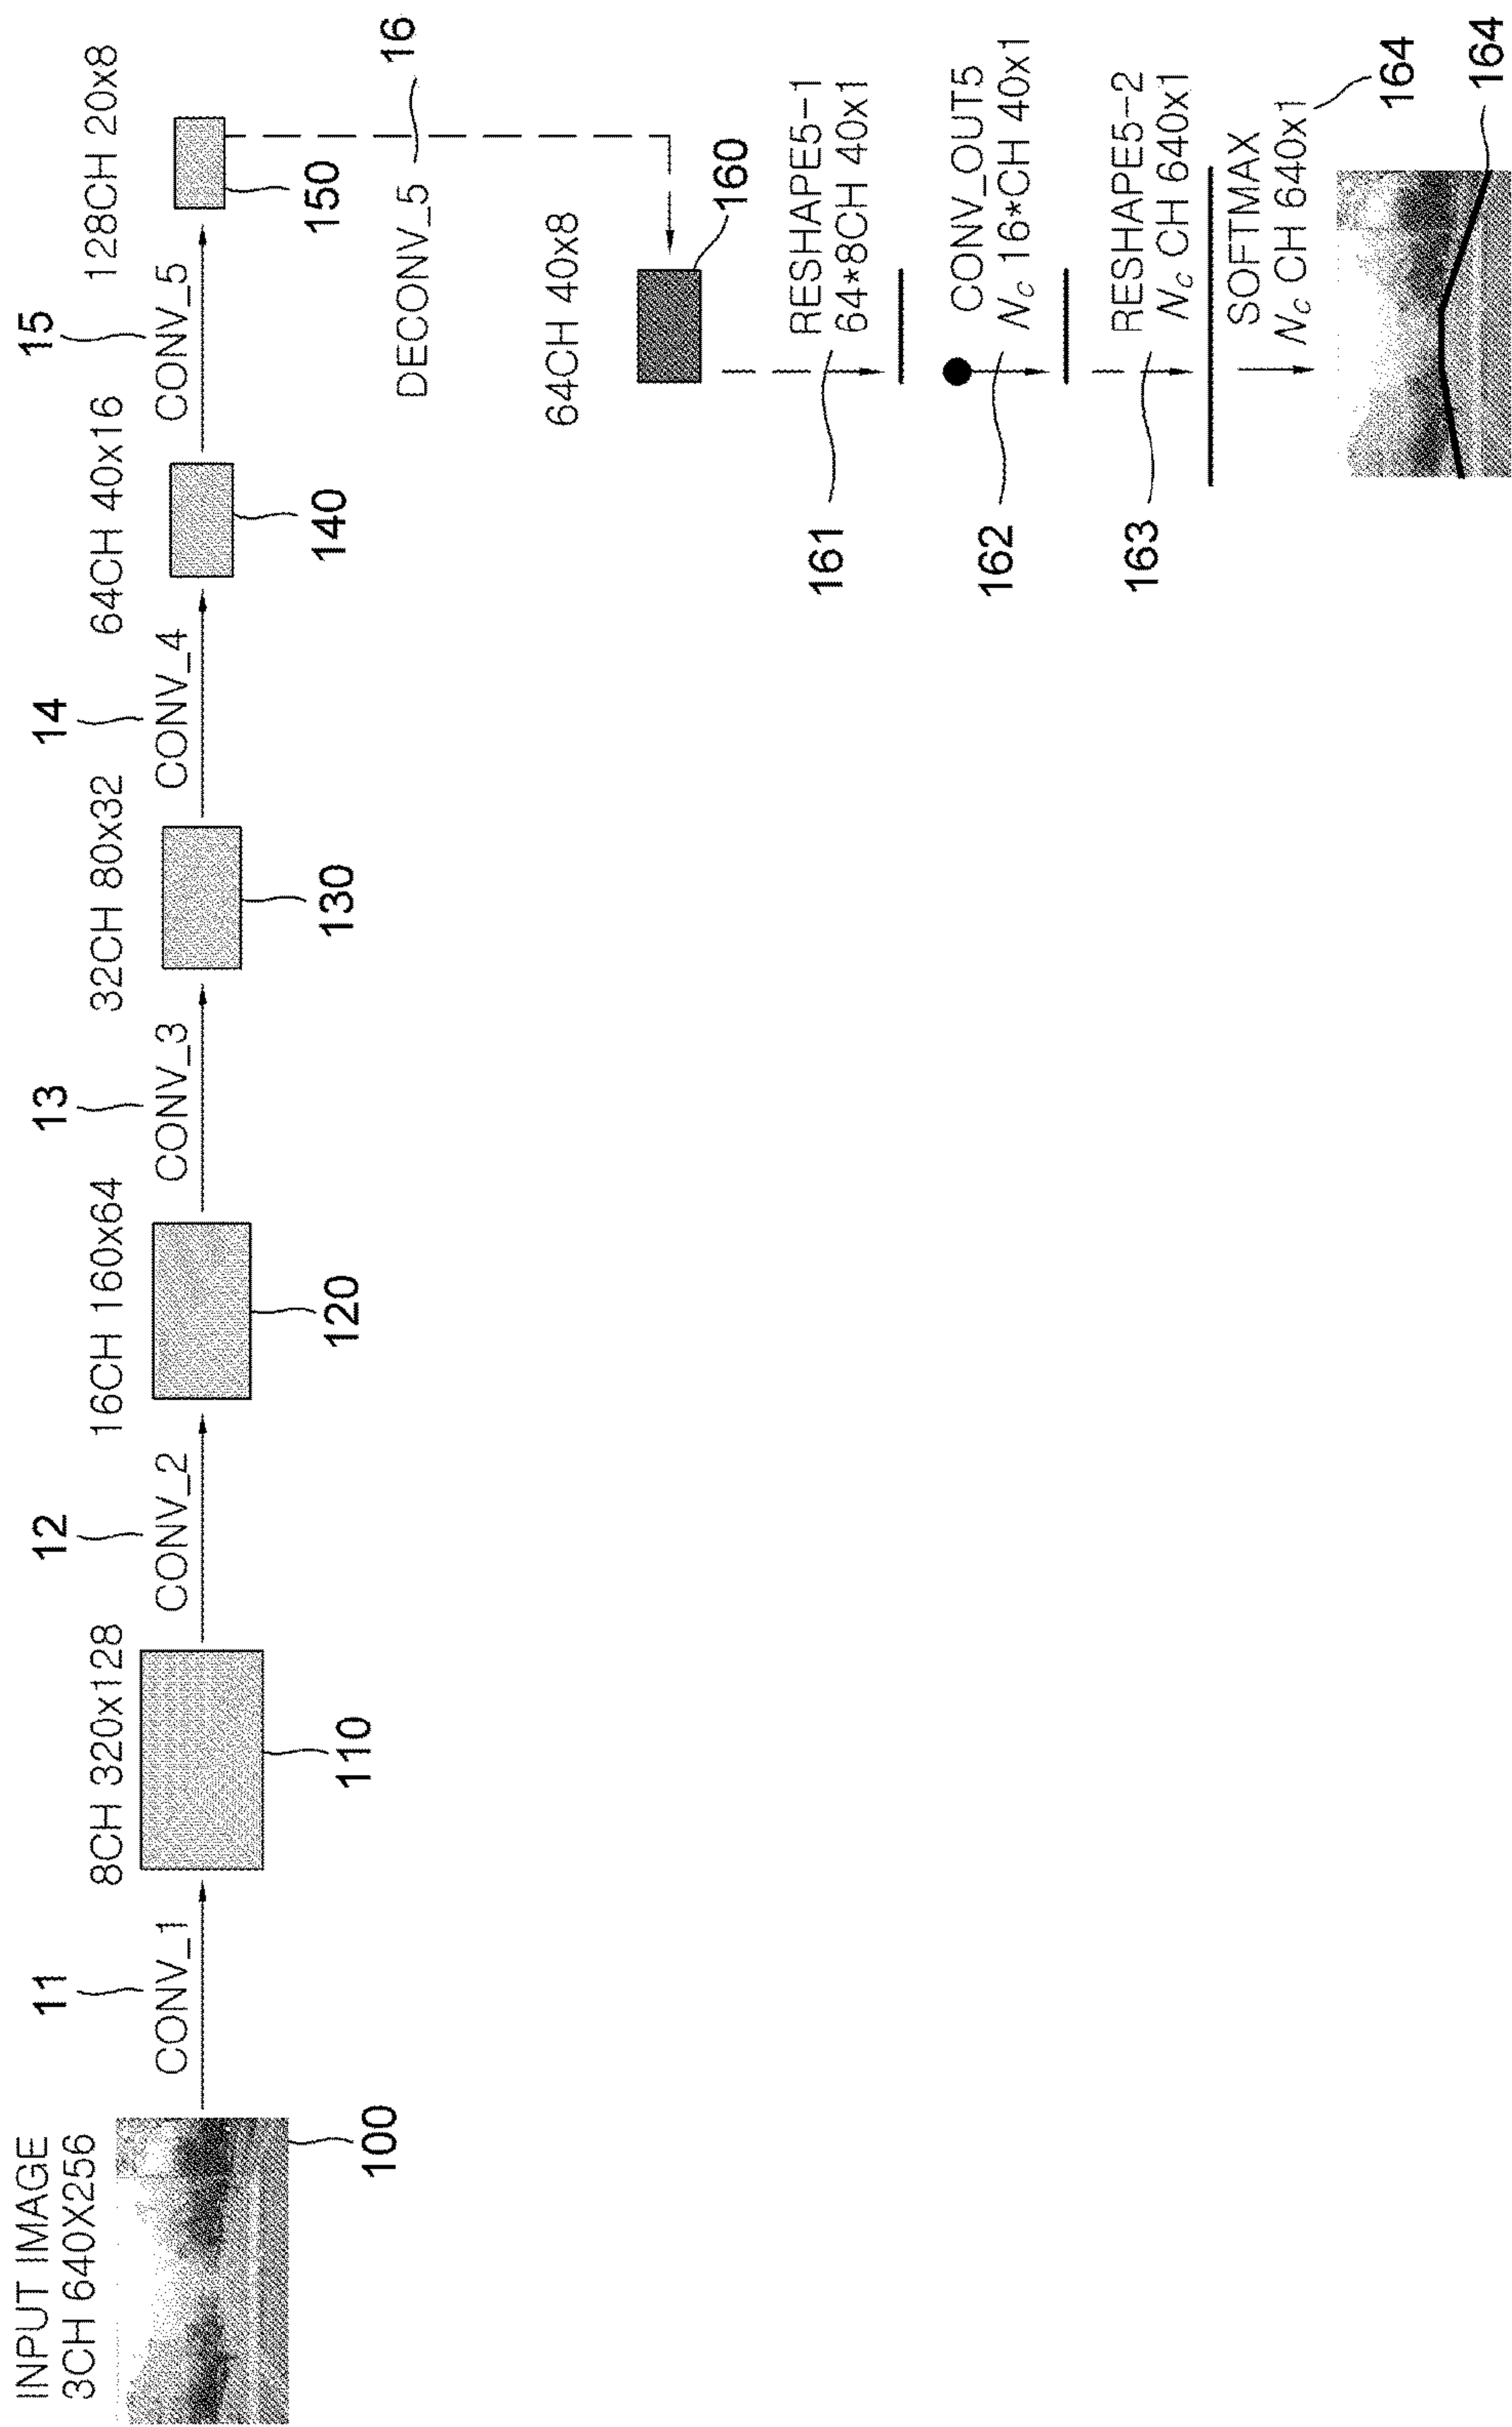 INPUT IMAGE
3CH 640X256
100
11
CONV_1
8CH 320x128
110
12
CONV_2
16CH 160x64
120
13
CONV_3
32CH 80x32
130
14
CONV_4
64CH 40x16
140
15
CONV_5
128CH 20x8
150
DECONV_5
16
64CH 40x8
160
161
RESHAPE5-1
64*8CH 40x1
162
CONV_OUT5
Nc 16*CH 40x1
163
RESHAPE5-2
Nc CH 640x1
SOFTMAX
Nc CH 640x1
164
164